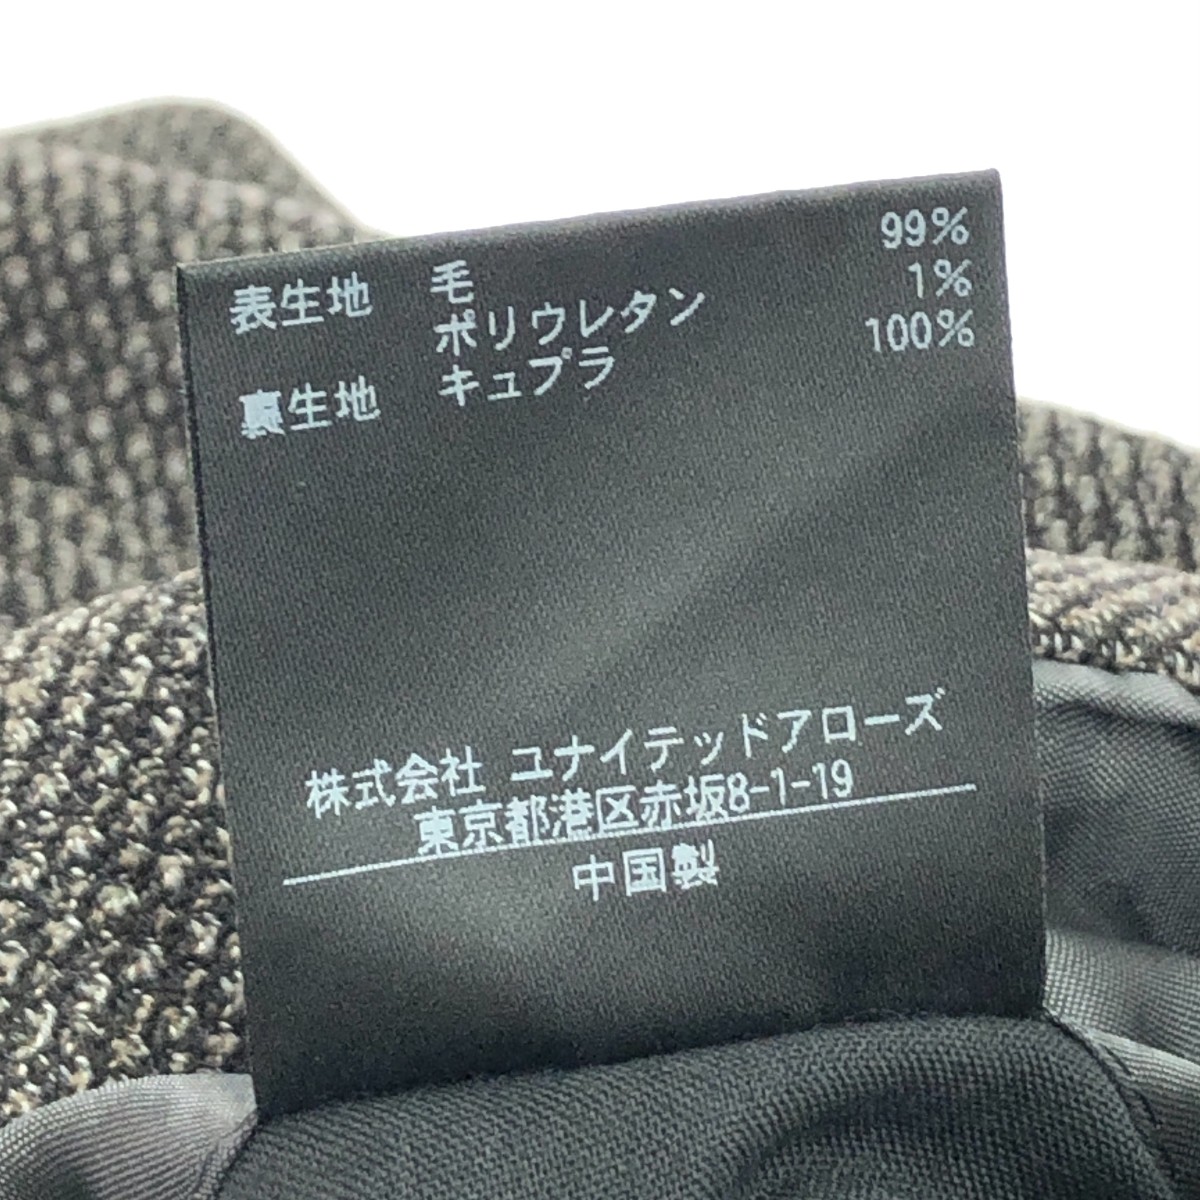 表生地 毛 99%
ポリウレタン 1%
裏生地 キュプラ 100%
株式会社 ユナイテッドアローズ
東京都港区赤坂8-1-19
中国製